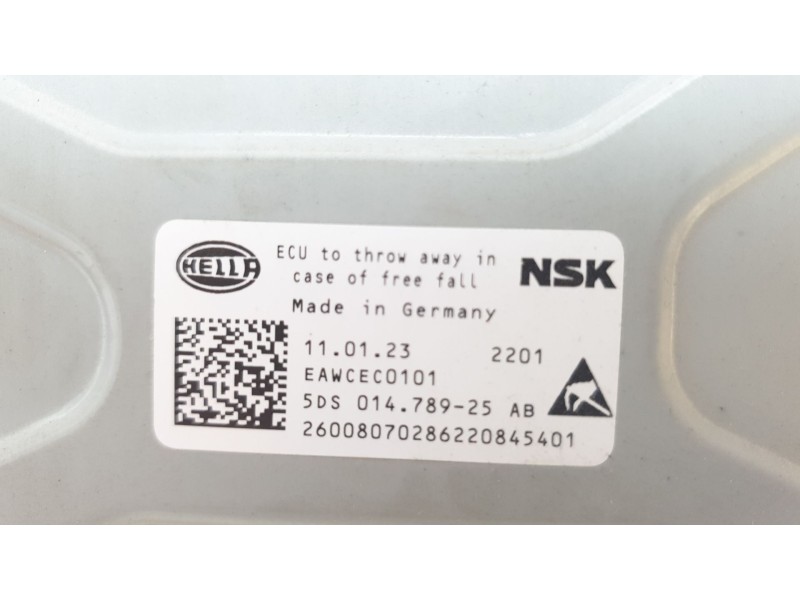 HELLA
ECU to throw away in
case of free fall
NSK
Made in Germany
11.01.23 2201
EAWCEC0101
5DS 014.789-25 AB
26008070286220845401